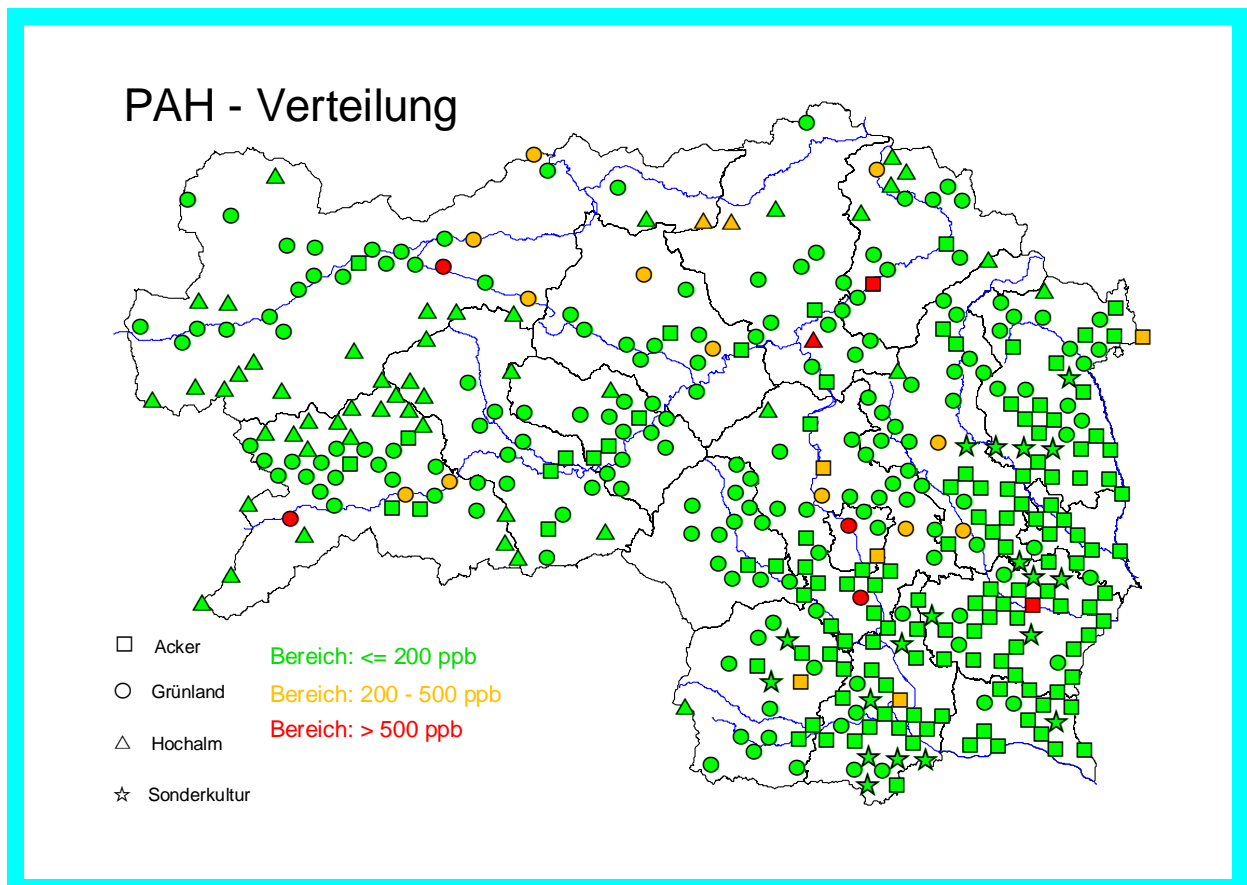 PAH - Verteilung
Acker
Grünland
Hochalm
Sonderkultur
Bereich: <= 200 ppb
Bereich: 200 - 500 ppb
Bereich: > 500 ppb